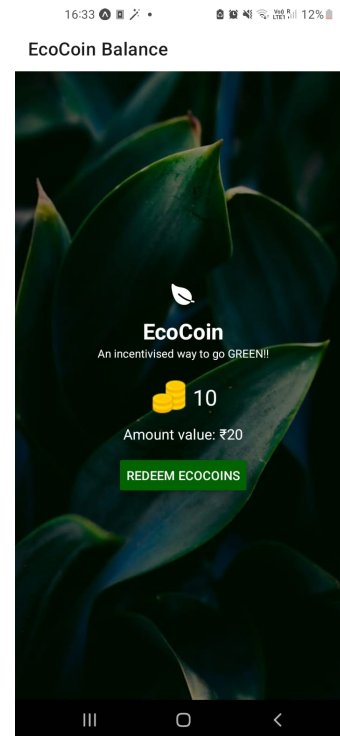 16:33
12%
EcoCoin Balance
EcoCoin
An incentivised way to go GREEN!!
10
Amount value: ₹20
REDEEM ECOCOINS